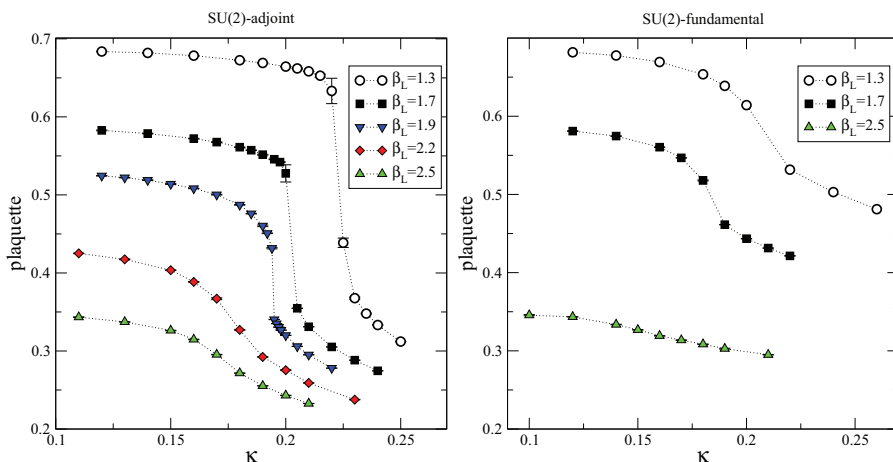 SU(2)-adjoint
SU(2)-fundamental
0.7
0.6
0.5
0.4
0.3
0.2
plaquette
β_L=1.3
β_L=1.7
β_L=1.9
β_L=2.2
β_L=2.5
0.1
0.15
0.2
0.25
κ
0.7
0.6
0.5
0.4
0.3
0.2
plaquette
β_L=1.3
β_L=1.7
β_L=2.5
0.1
0.15
0.2
0.25
κ